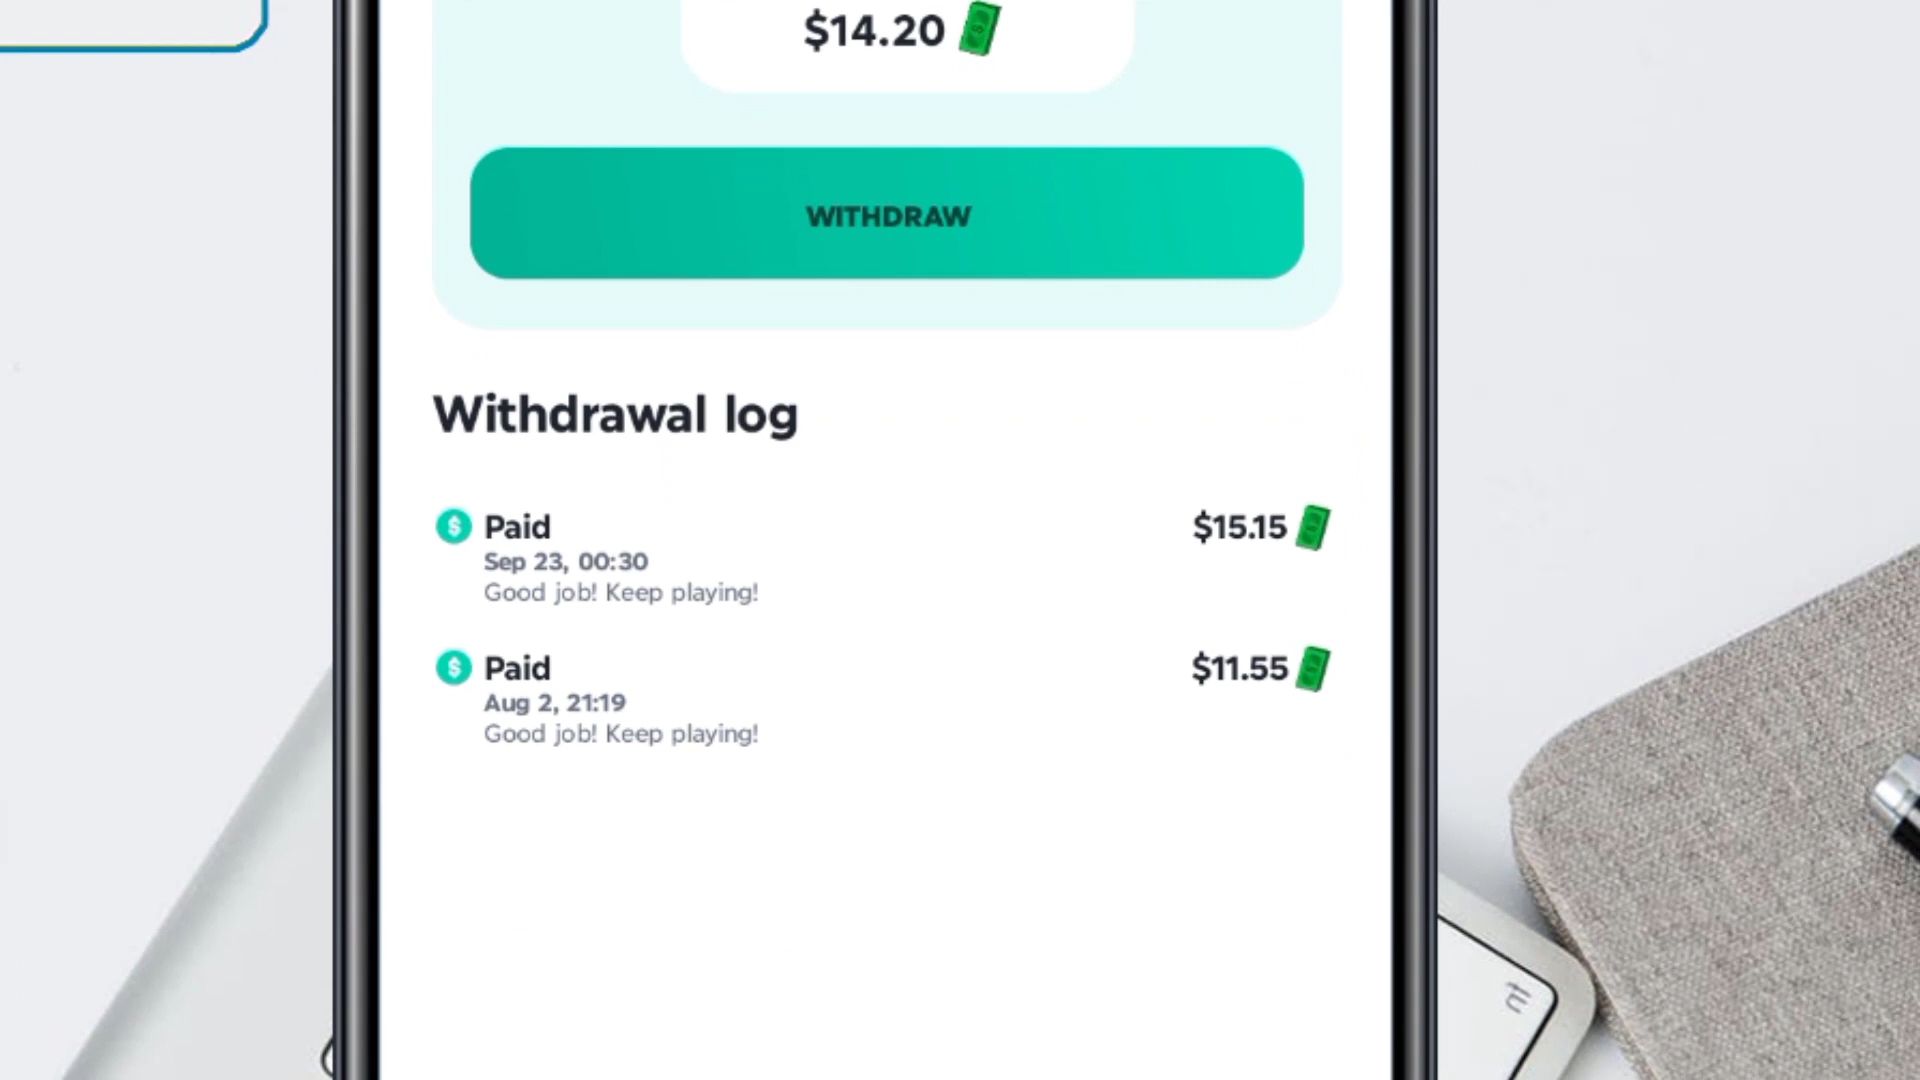 $14.20
WITHDRAW
Withdrawal log
Paid
$15.15
Sep 23, 00:30
Good job! Keep playing!
Paid
$11.55
Aug 2, 21:19
Good job! Keep playing!